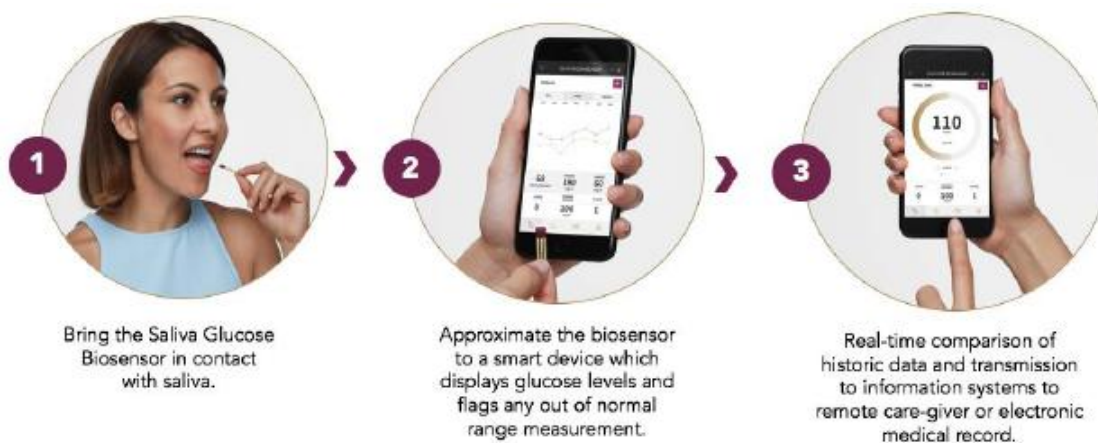 1
Bring the Saliva Glucose
Biosensor in contact
with saliva.
2
Approximate the biosensor
to a smart device which
displays glucose levels and
flags any out of normal
range measurement.
3
110
Real-time comparison of
historic data and transmission
to information systems to
remote care-giver or electronic
medical record.